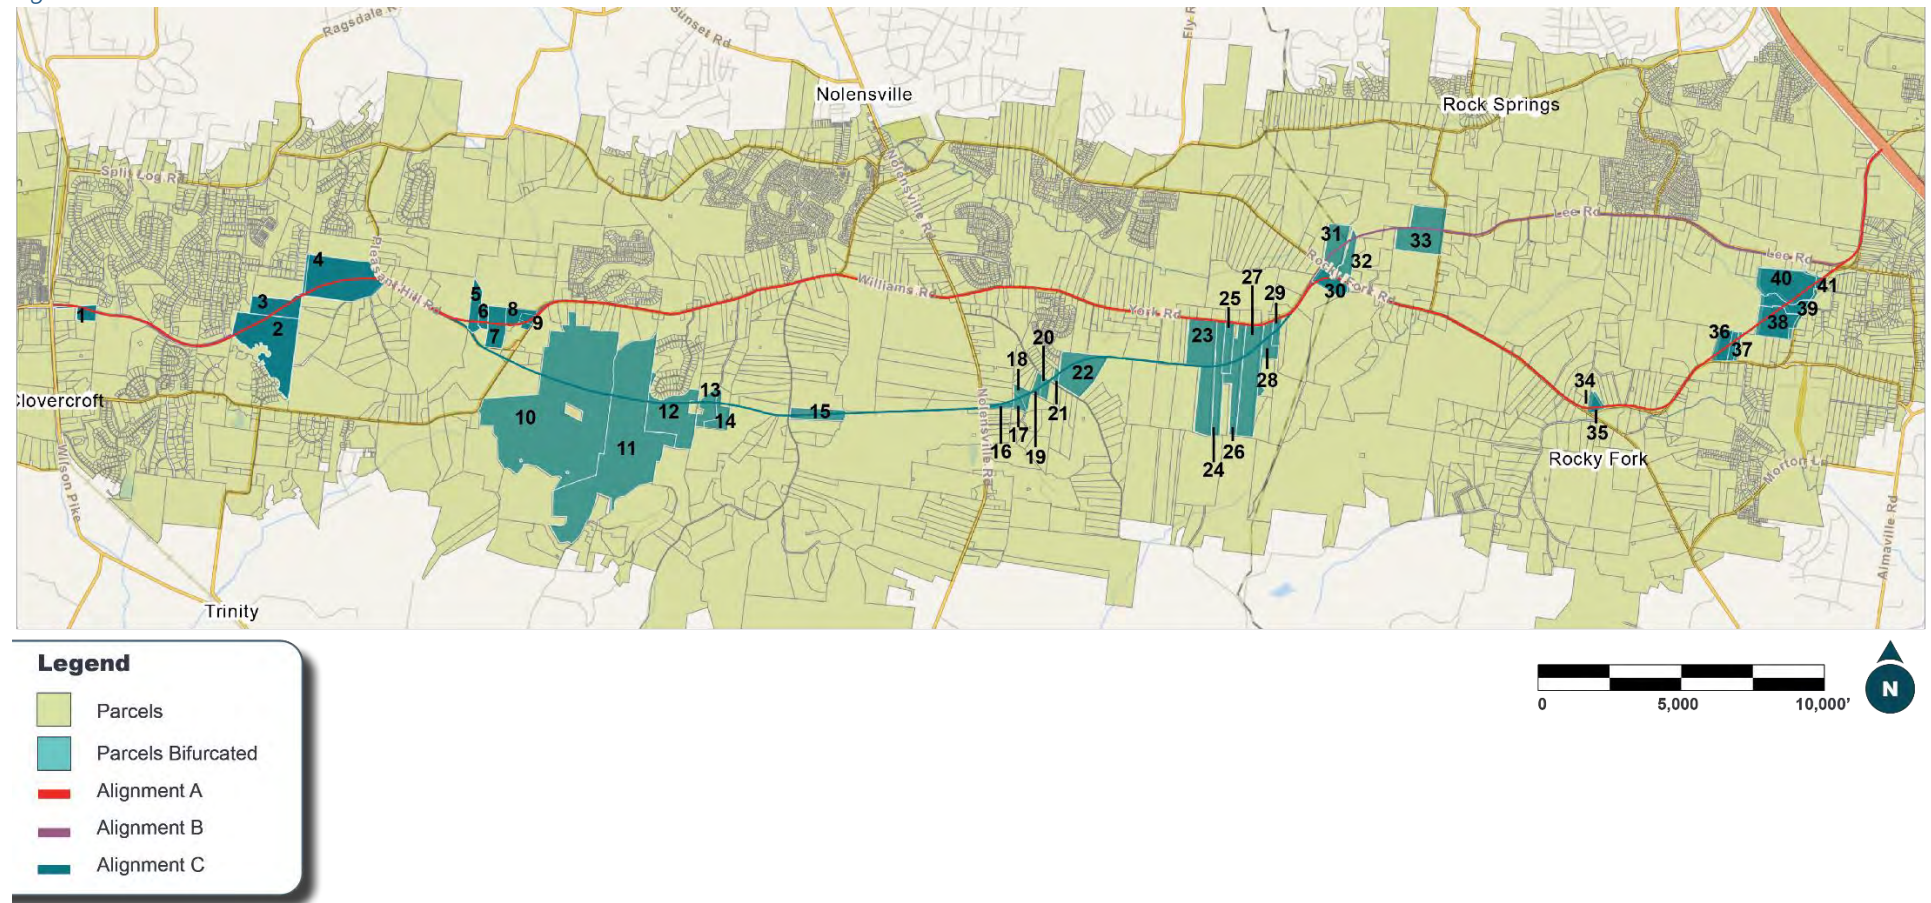 Ragsdale R
Sunset Rd
Ely R
Nolensville
Rock Springs
Split Log Rd
Nolensville Rd
Lee Rd
Lee Rd
Pleasant Hill Rd
Williams Rd
York Rd
Rocky Fork Rd
Clovercroft
Nolensville Rd
Wilson Pike
Rocky Fork
Morton L
Almaville Rd
Trinity
1
2
3
4
5
6
7
8
9
10
11
12
13
14
15
16
17
18
19
20
21
22
23
24
25
26
27
28
29
30
31
32
33
34
35
36
37
38
39
40
41
Legend
Parcels
Parcels Bifurcated
Alignment A
Alignment B
Alignment C
0 5,000 10,000'
N